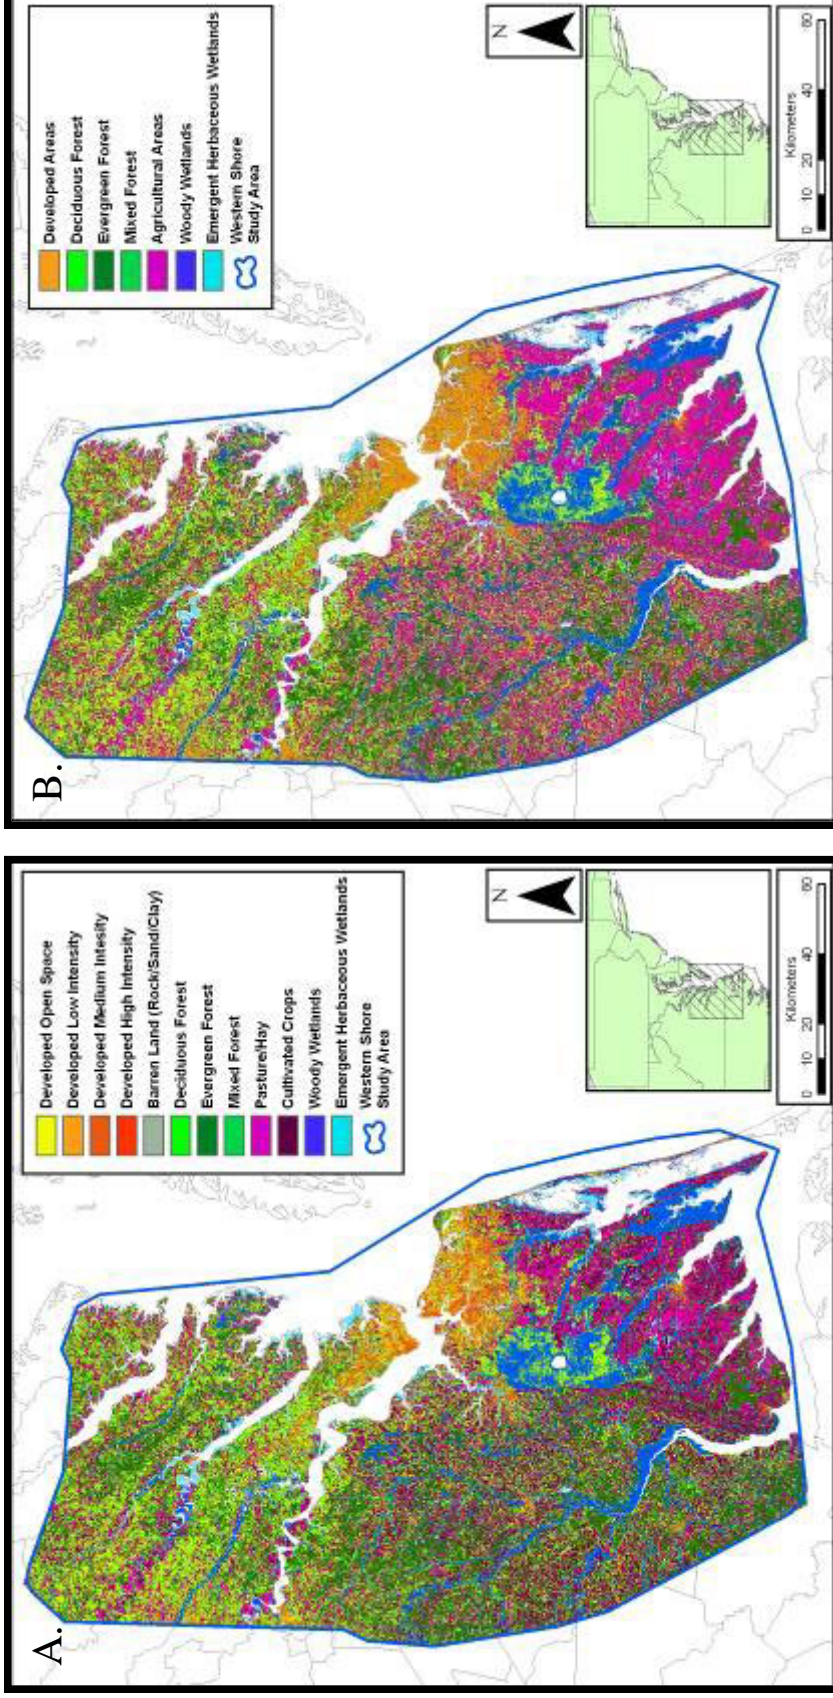 A.
Developed Open Space
Developed Low Intensity
Developed Medium Intesity
Developed High Intensity
Barren Land (Rock/Sand/Clay)
Deciduous Forest
Evergreen Forest
Mixed Forest
Pasture/Hay
Cultivated Crops
Woody Wetlands
Emergent Herbaceous Wetlands
Western Shore
Study Area
N
Kilometers
0 10 20 40 60
B.
Developed Areas
Deciduous Forest
Evergreen Forest
Mixed Forest
Agricultural Areas
Woody Wetlands
Emergent Herbaceous Wetlands
Western Shore
Study Area
N
Kilometers
0 10 20 40 60